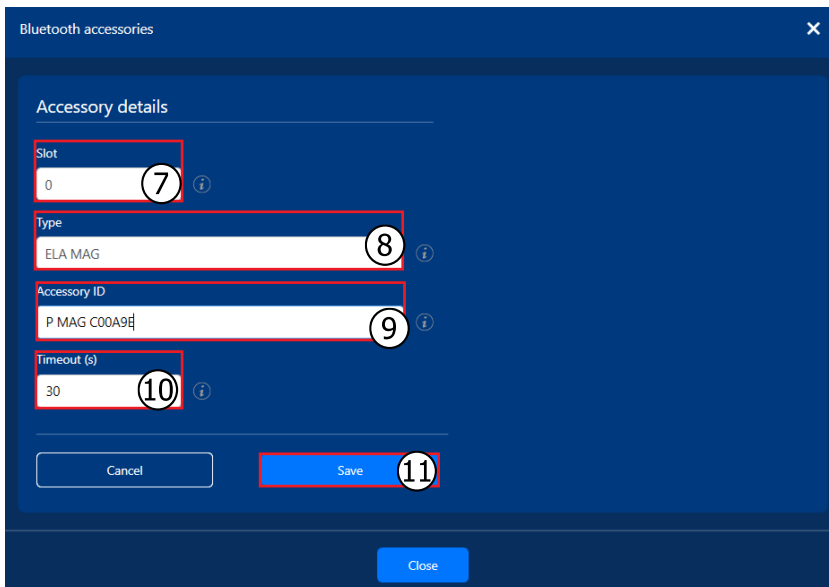 Bluetooth accessories ×
Accessory details
Slot
0 7 i
Type
ELA MAG 8 i
Accessory ID
P MAG C00A9E 9 i
Timeout (s)
30 10 i
Cancel Save 11
Close